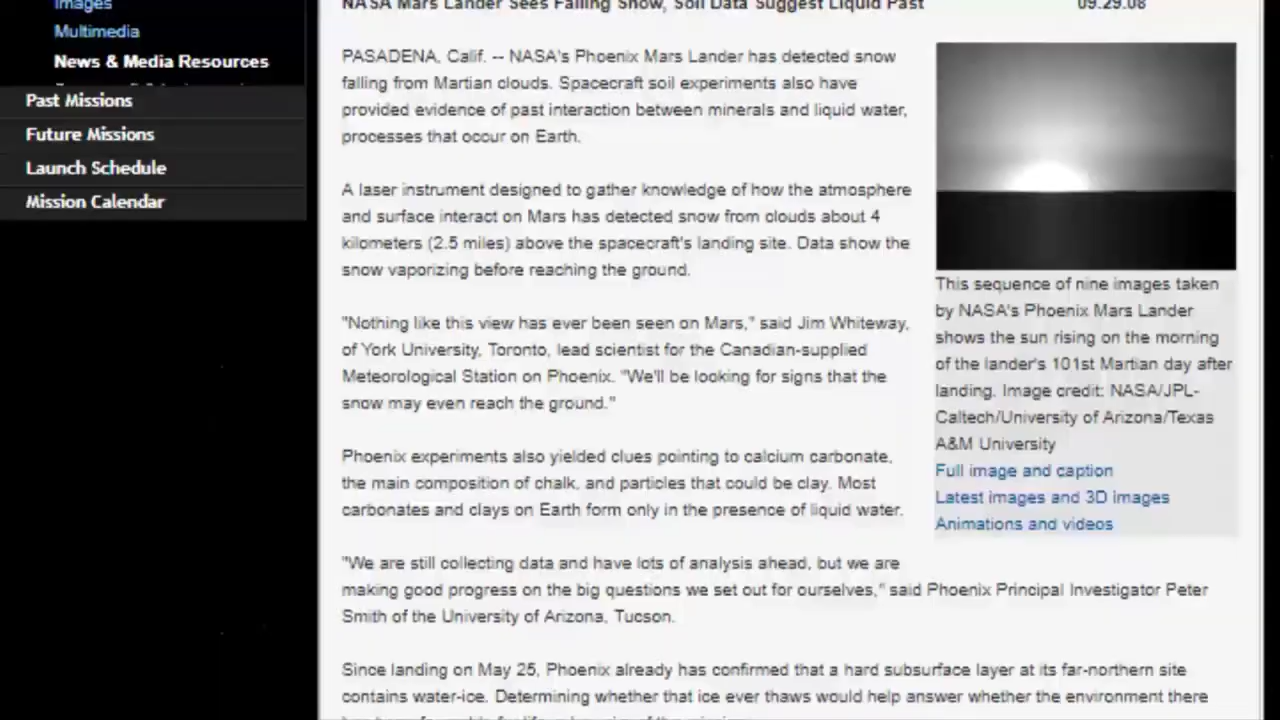 Images
Multimedia
News & Media Resources
Past Missions
Future Missions
Launch Schedule
Mission Calendar
NASA Mars Lander Sees Falling Snow, Soil Data Suggest Liquid Past
09.29.08
PASADENA, Calif. -- NASA's Phoenix Mars Lander has detected snow
falling from Martian clouds. Spacecraft soil experiments also have
provided evidence of past interaction between minerals and liquid water,
processes that occur on Earth.
A laser instrument designed to gather knowledge of how the atmosphere
and surface interact on Mars has detected snow from clouds about 4
kilometers (2.5 miles) above the spacecraft's landing site. Data show the
snow vaporizing before reaching the ground.
"Nothing like this view has ever been seen on Mars," said Jim Whiteway,
of York University, Toronto, lead scientist for the Canadian-supplied
Meteorological Station on Phoenix. "We'll be looking for signs that the
snow may even reach the ground."
Phoenix experiments also yielded clues pointing to calcium carbonate,
the main composition of chalk, and particles that could be clay. Most
carbonates and clays on Earth form only in the presence of liquid water.
"We are still collecting data and have lots of analysis ahead, but we are
making good progress on the big questions we set out for ourselves," said Phoenix Principal Investigator Peter
Smith of the University of Arizona, Tucson.
Since landing on May 25, Phoenix already has confirmed that a hard subsurface layer at its far-northern site
contains water-ice. Determining whether that ice ever thaws would help answer whether the environment there
This sequence of nine images taken
by NASA's Phoenix Mars Lander
shows the sun rising on the morning
of the lander's 101st Martian day after
landing. Image credit: NASA/JPL-
Caltech/University of Arizona/Texas
A&M University
Full image and caption
Latest images and 3D images
Animations and videos